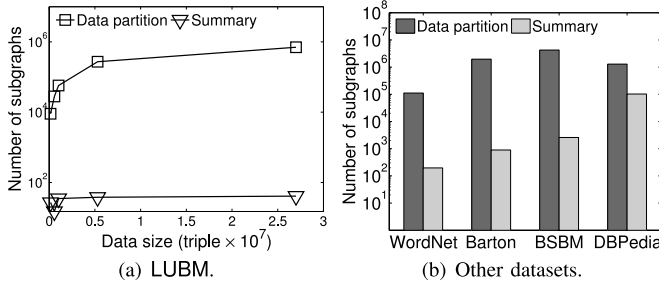 Data partition Summary
10^6
10^4
10^2
Number of subgraphs
0 0.5 1 1.5 2 2.5 3
Data size (triple × 10^7)
(a) LUBM.
Data partition Summary
10^8
10^7
10^6
10^5
10^4
10^3
10^2
10^1
Number of subgraphs
WordNet Barton BSBM DBPedia
(b) Other datasets.